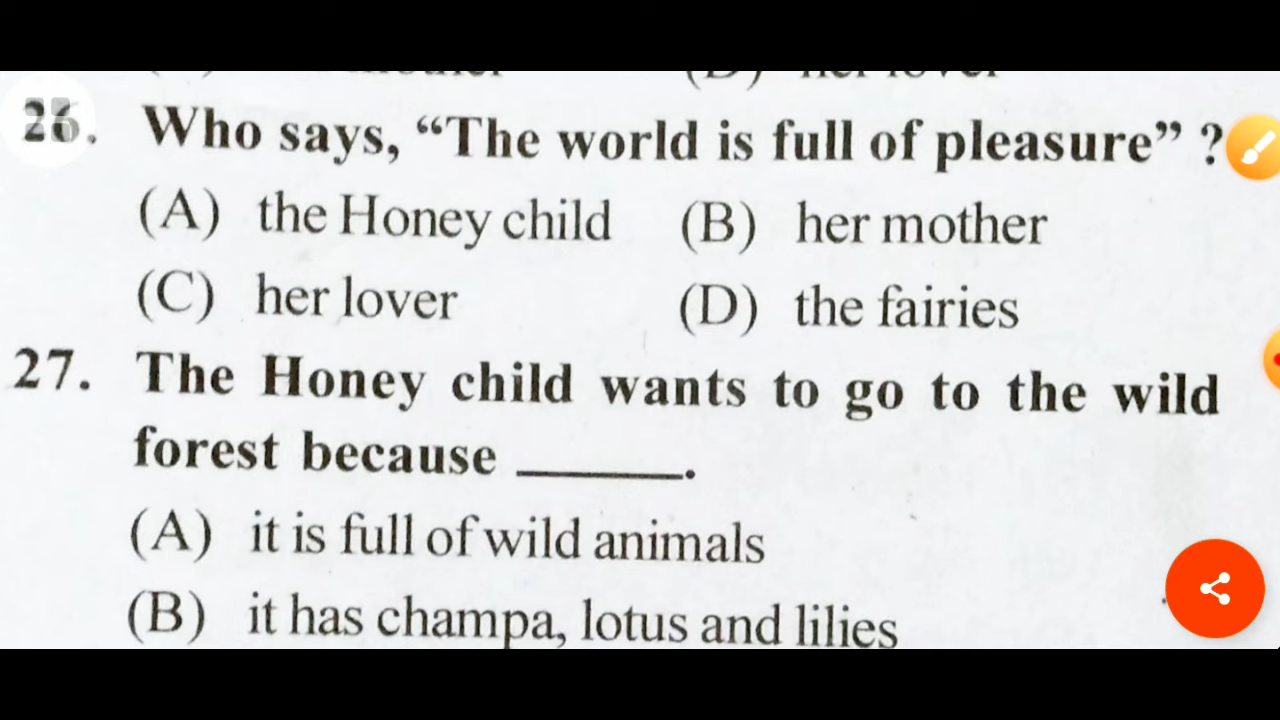 26. Who says, “The world is full of pleasure” ?
(A) the Honey child (B) her mother
(C) her lover (D) the fairies
27. The Honey child wants to go to the wild
forest because ______.
(A) it is full of wild animals
(B) it has champa, lotus and lilies